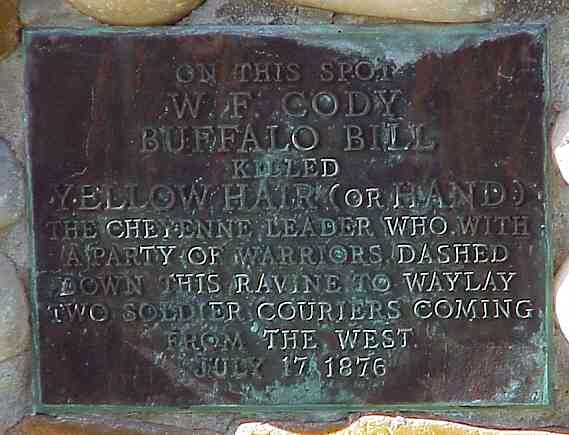 ON THIS SPOT
W. F. CODY
BUFFALO BILL
KILLED
YELLOW HAIR (OR HAND)
THE CHEYENNE LEADER WHO WITH
A PARTY OF WARRIORS DASHED
DOWN THIS RAVINE TO WAYLAY
TWO SOLDIER COURIERS COMING
FROM THE WEST
JULY 17 1876